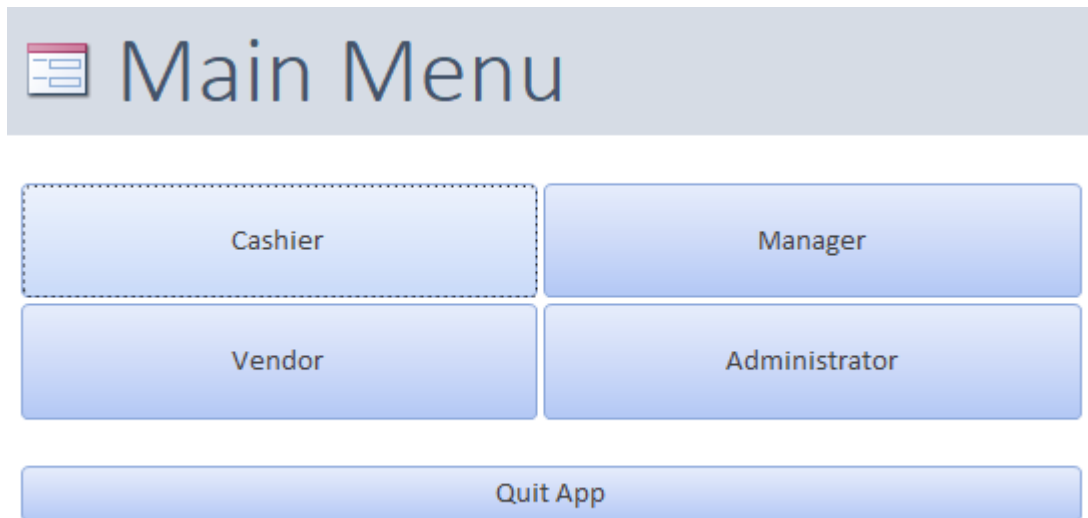 Main Menu
Cashier
Manager
Vendor
Administrator
Quit App